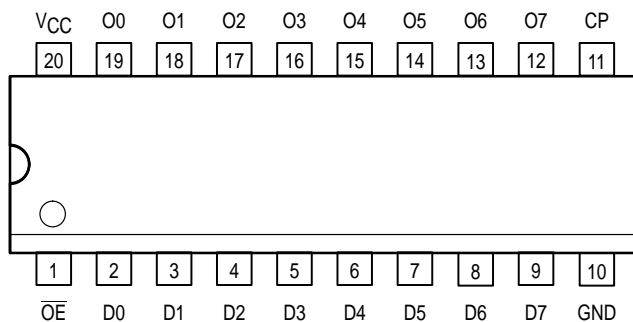 VCC O0 O1 O2 O3 O4 O5 O6 O7 CP
20 19 18 17 16 15 14 13 12 11
1 2 3 4 5 6 7 8 9 10
O̅E̅ D0 D1 D2 D3 D4 D5 D6 D7 GND